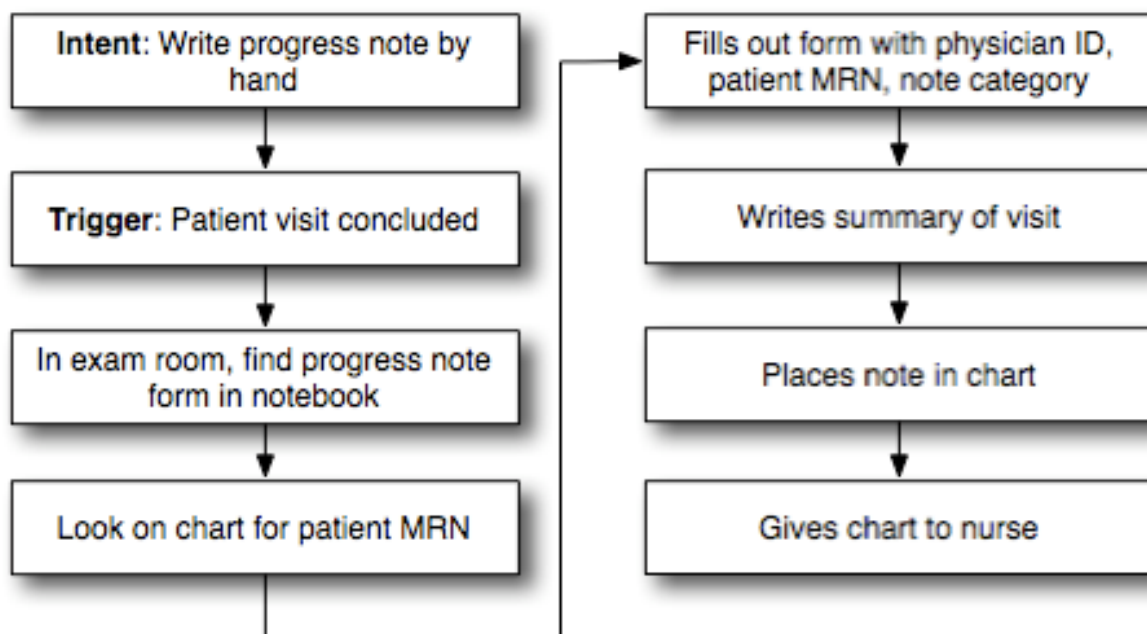 Intent: Write progress note by
hand
Trigger: Patient visit concluded
In exam room, find progress note
form in notebook
Look on chart for patient MRN
Fills out form with physician ID,
patient MRN, note category
Writes summary of visit
Places note in chart
Gives chart to nurse